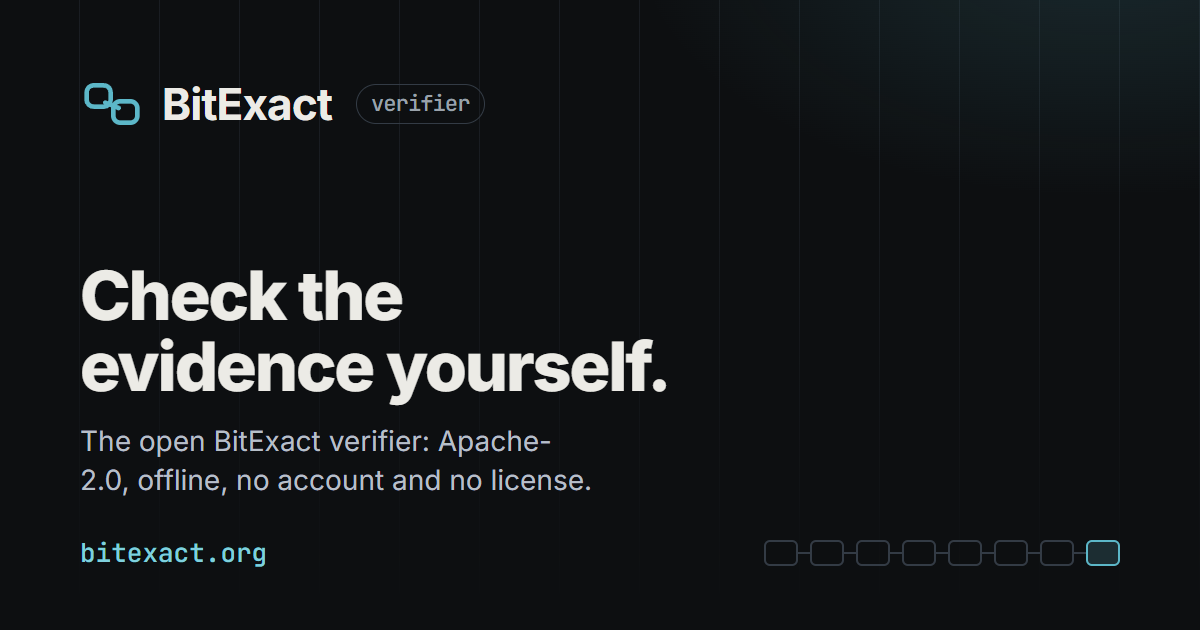 BitExact verifier
Check the
evidence yourself.
The open BitExact verifier: Apache-
2.0, offline, no account and no license.
bitexact.org